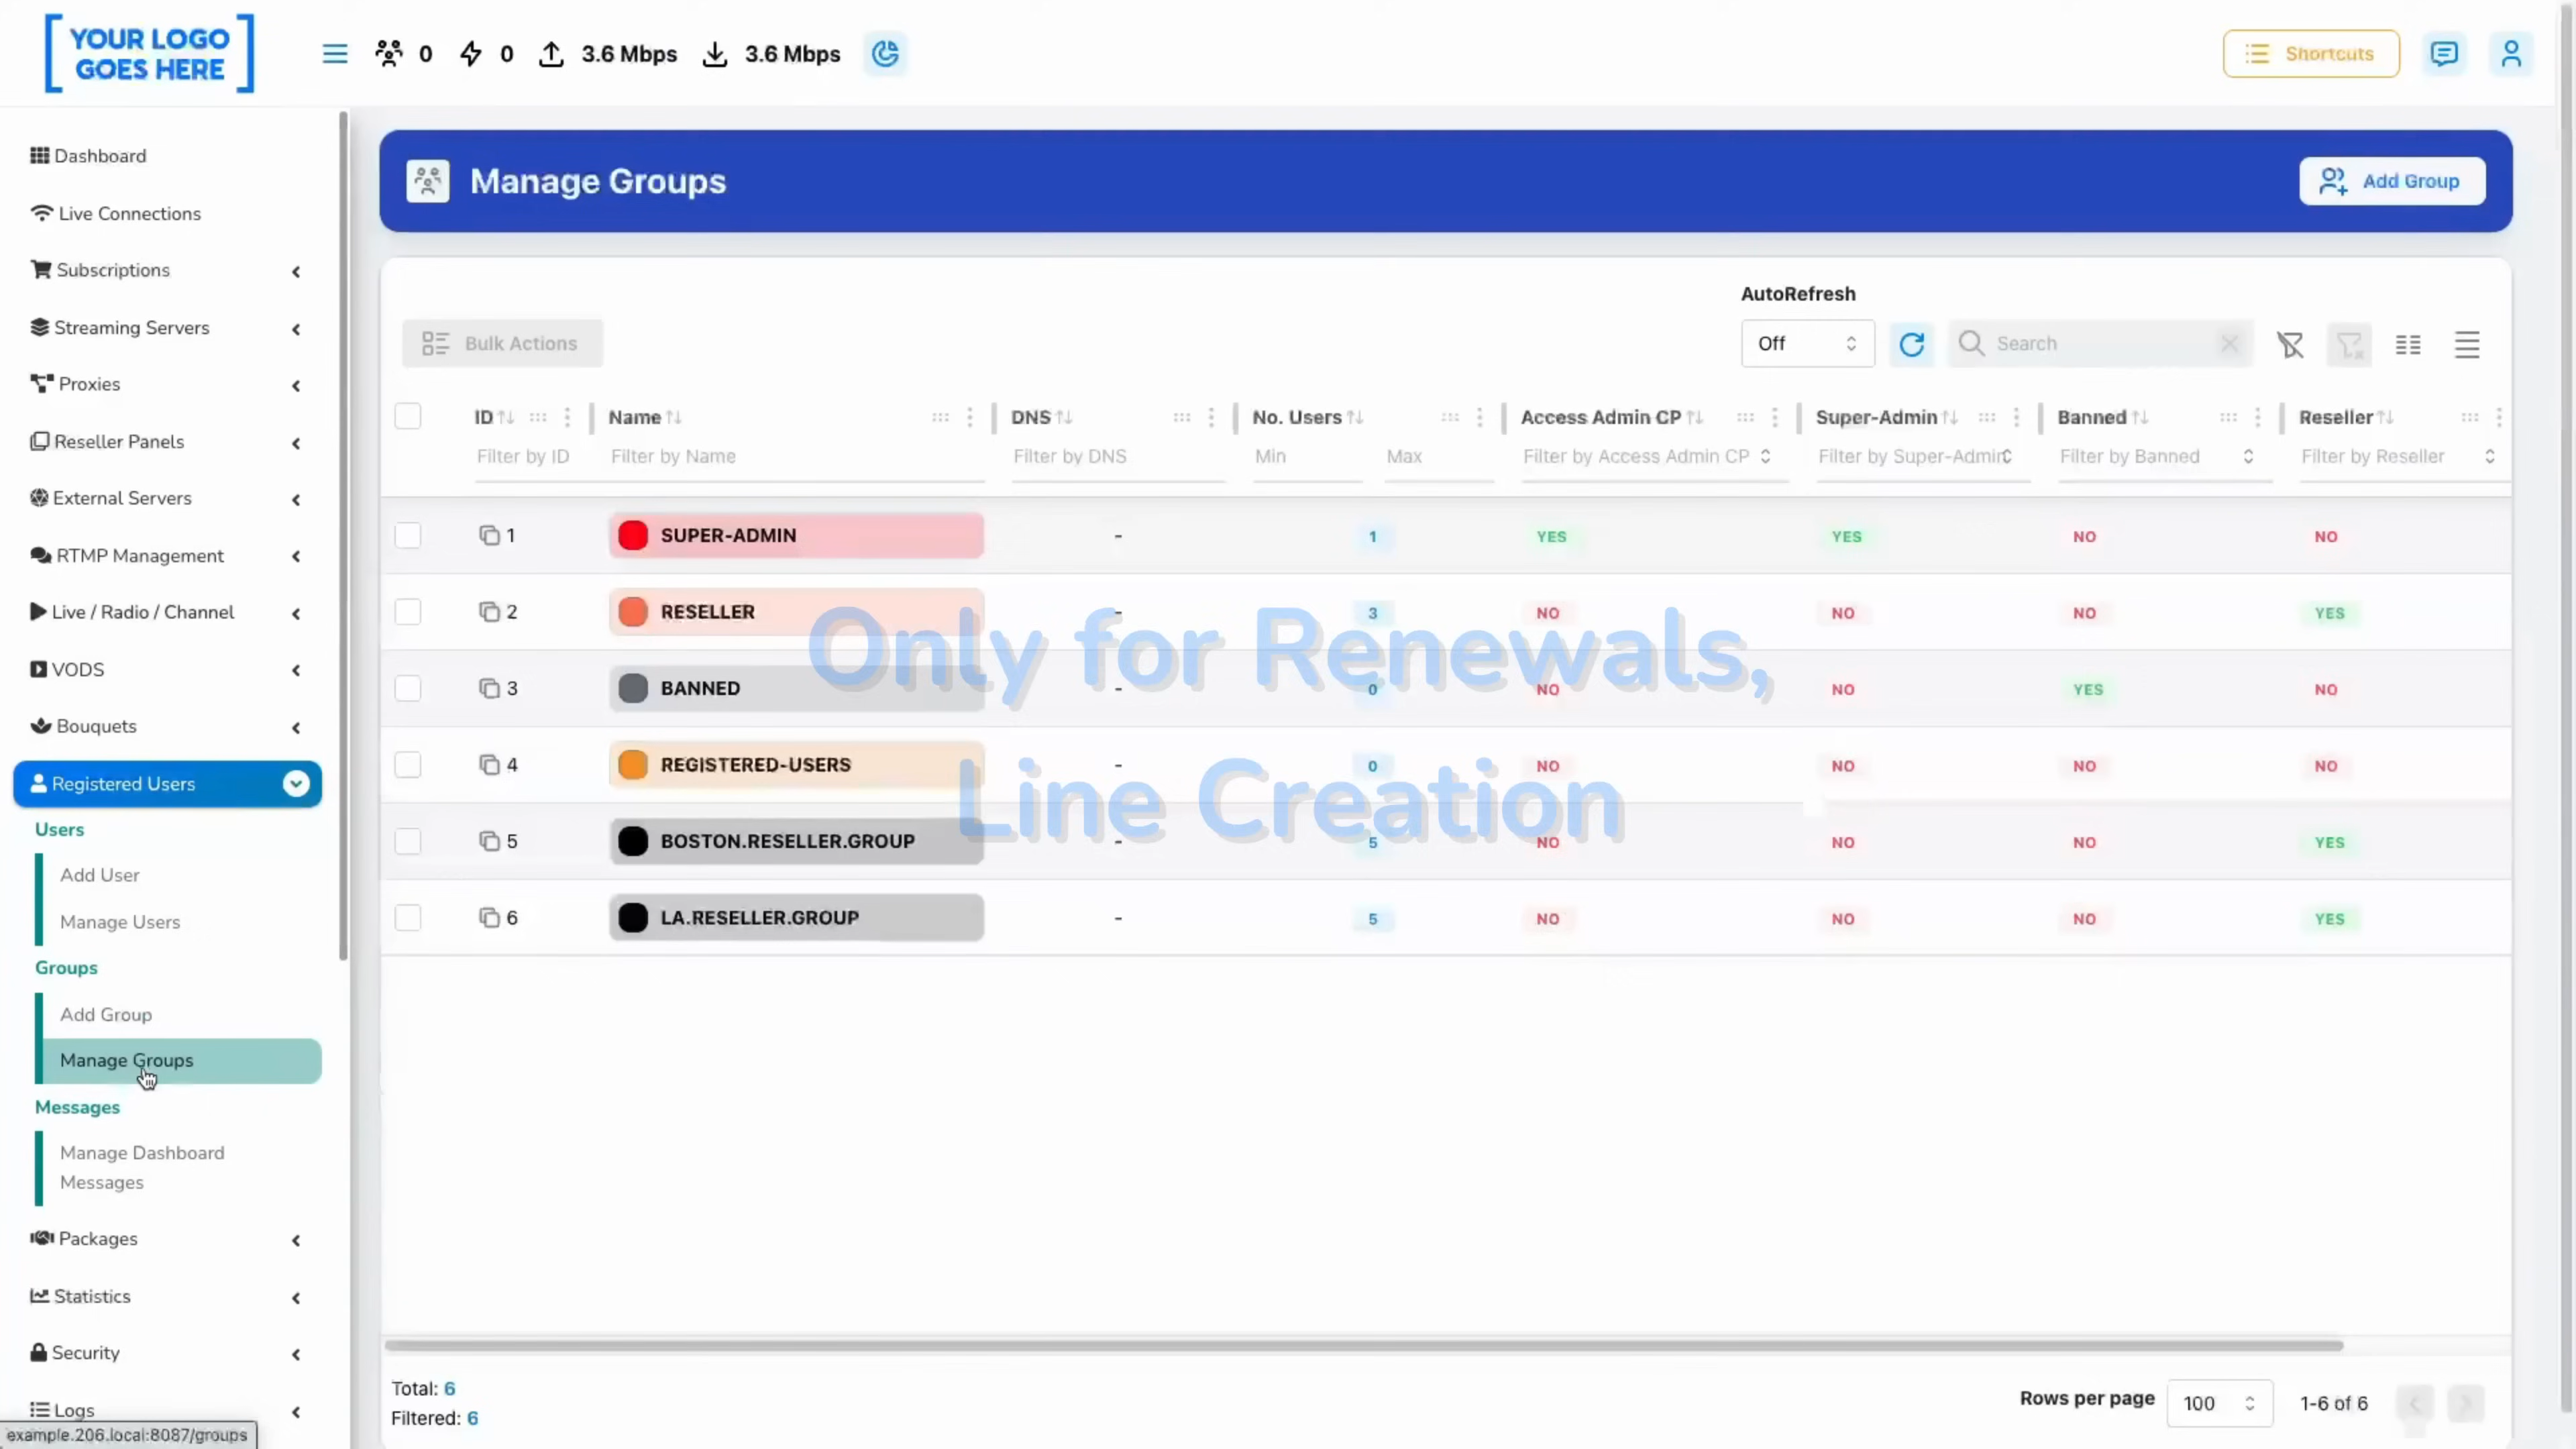 YOUR LOGO
GOES HERE
0 0 3.6 Mbps 3.6 Mbps
Shortcuts
Dashboard
Live Connections
Subscriptions
Streaming Servers
Proxies
Reseller Panels
External Servers
RTMP Management
Live / Radio / Channel
VODS
Bouquets
Registered Users
Users
Add User
Manage Users
Groups
Add Group
Manage Groups
Messages
Manage Dashboard
Messages
Packages
Statistics
Security
Logs
example.206.local:8087/groups
Manage Groups
Add Group
AutoRefresh
Bulk Actions
Off
Search
ID Name DNS No. Users Access Admin CP Super-Admin Banned Reseller
Filter by ID Filter by Name Filter by DNS Min Max Filter by Access Admin CP Filter by Super-Admin Filter by Banned Filter by Reseller
1 SUPER-ADMIN - 1 YES YES NO NO
2 RESELLER - 3 NO NO NO YES
3 BANNED - 0 NO NO YES NO
4 REGISTERED-USERS - 0 NO NO NO NO
5 BOSTON.RESELLER.GROUP - 5 NO NO NO YES
6 LA.RESELLER.GROUP - 5 NO NO NO YES
Only for Renewals,
Line Creation
Total: 6
Filtered: 6
Rows per page 100 1-6 of 6